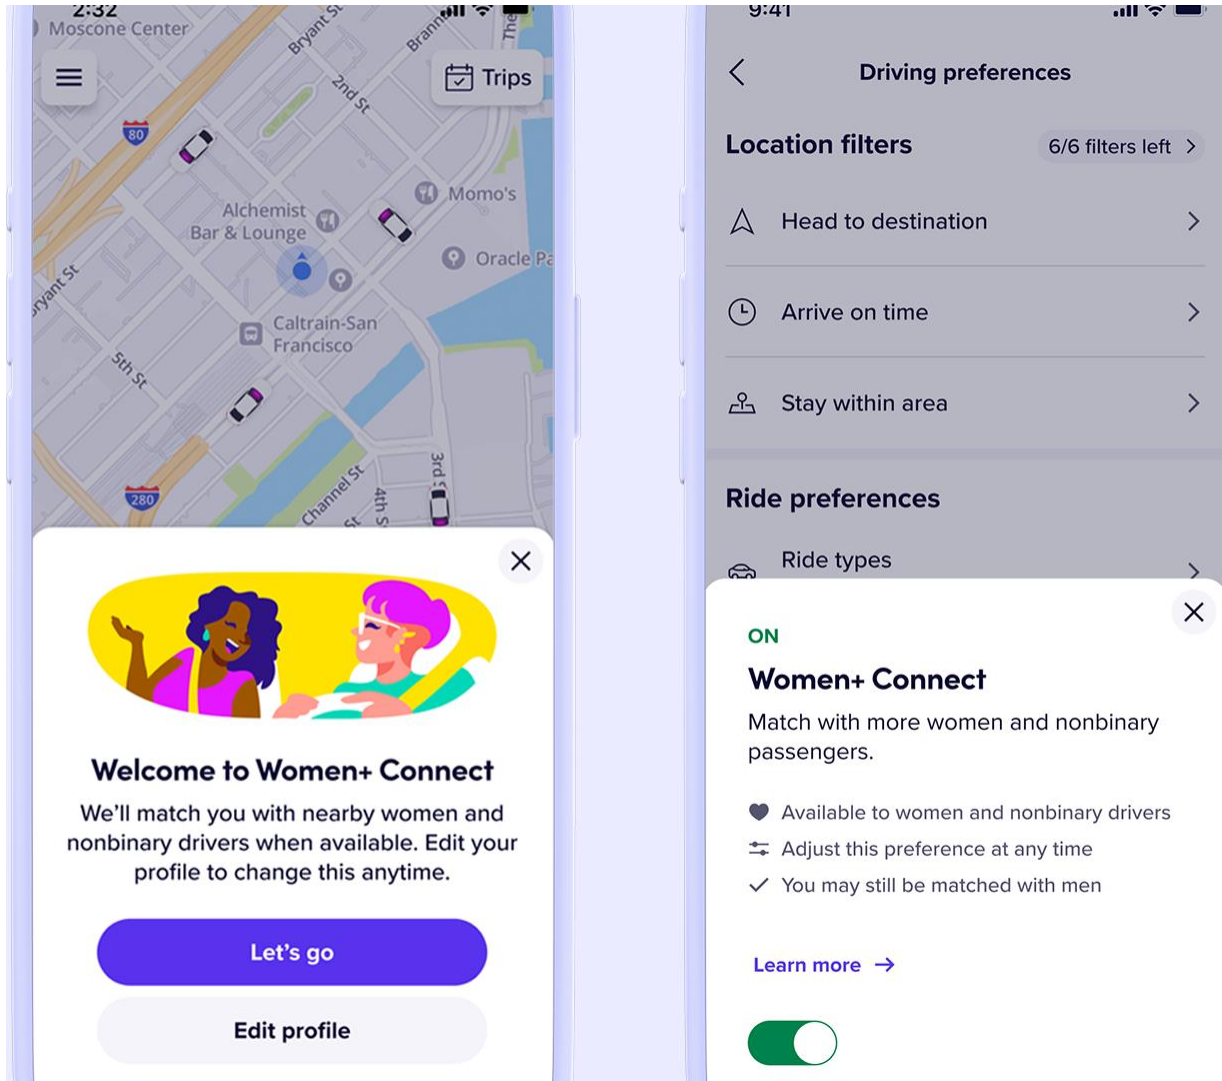 2:32
Moscone Center
Bryant St
Brann
The
Trips
2nd St
80
Momo's
Alchemist
Bar & Lounge
Oracle Pa
ryant St
Caltrain-San
Francisco
5th St
280
Channel St
3rd S
4th S
St
Welcome to Women+ Connect
We'll match you with nearby women and
nonbinary drivers when available. Edit your
profile to change this anytime.
Let's go
Edit profile
9:41
Driving preferences
Location filters
6/6 filters left
Head to destination
Arrive on time
Stay within area
Ride preferences
Ride types
ON
Women+ Connect
Match with more women and nonbinary
passengers.
Available to women and nonbinary drivers
Adjust this preference at any time
You may still be matched with men
Learn more →